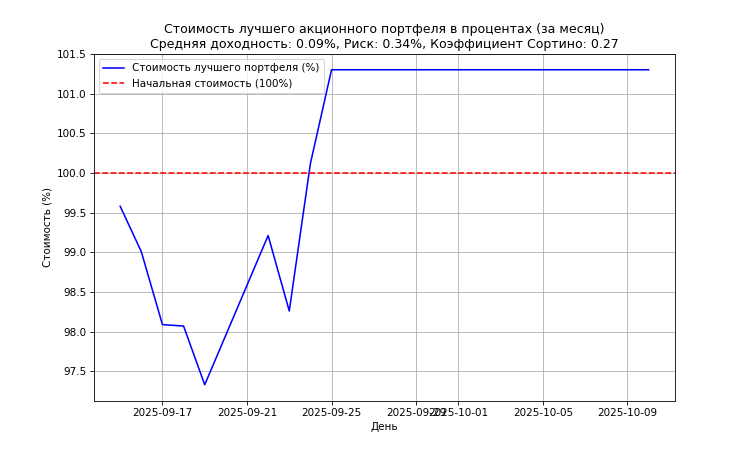 Стоимость лучшего акционного портфеля в процентах (за месяц)
Средняя доходность: 0.09%, Риск: 0.34%, Коэффициент Сортино: 0.27
Стоимость лучшего портфеля (%)
Начальная стоимость (100%)
Стоимость (%)
101.5
101.0
100.5
100.0
99.5
99.0
98.5
98.0
97.5
2025-09-17
2025-09-21
2025-09-25
2025-09-29
2025-10-01
2025-10-05
2025-10-09
День